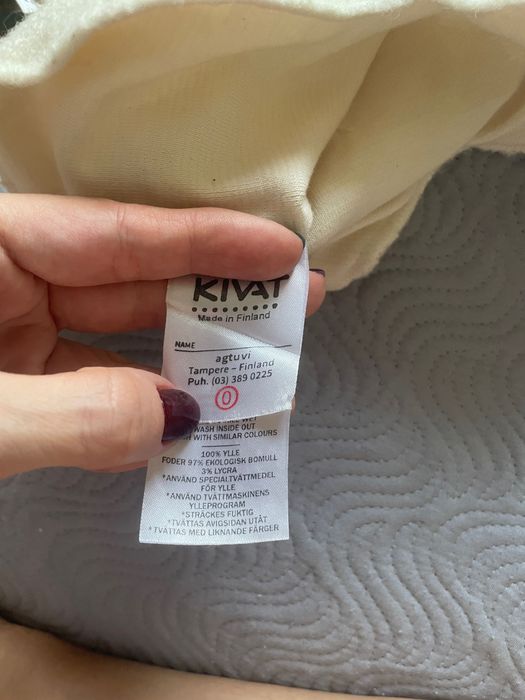 KIVAT
Made in Finland
NAME
agtuvi
Tampere – Finland
Puh. (03) 389 0225
0
WET
WASH INSIDE OUT
WITH SIMILAR COLOURS
100% YLLE
FODER 97% EKOLOGISK BOMULL
3% LYCRA
*ANVÄND SPECIALTVÄTTMEDEL
FÖR YLLE
*ANVÄND TVÄTTMASKINENS
YLLEPROGRAM
*STRÄCKES FUKTIG
*TVÄTTAS AVIGSIDAN UTÅT
*TVÄTTAS MED LIKNANDE FÄRGER